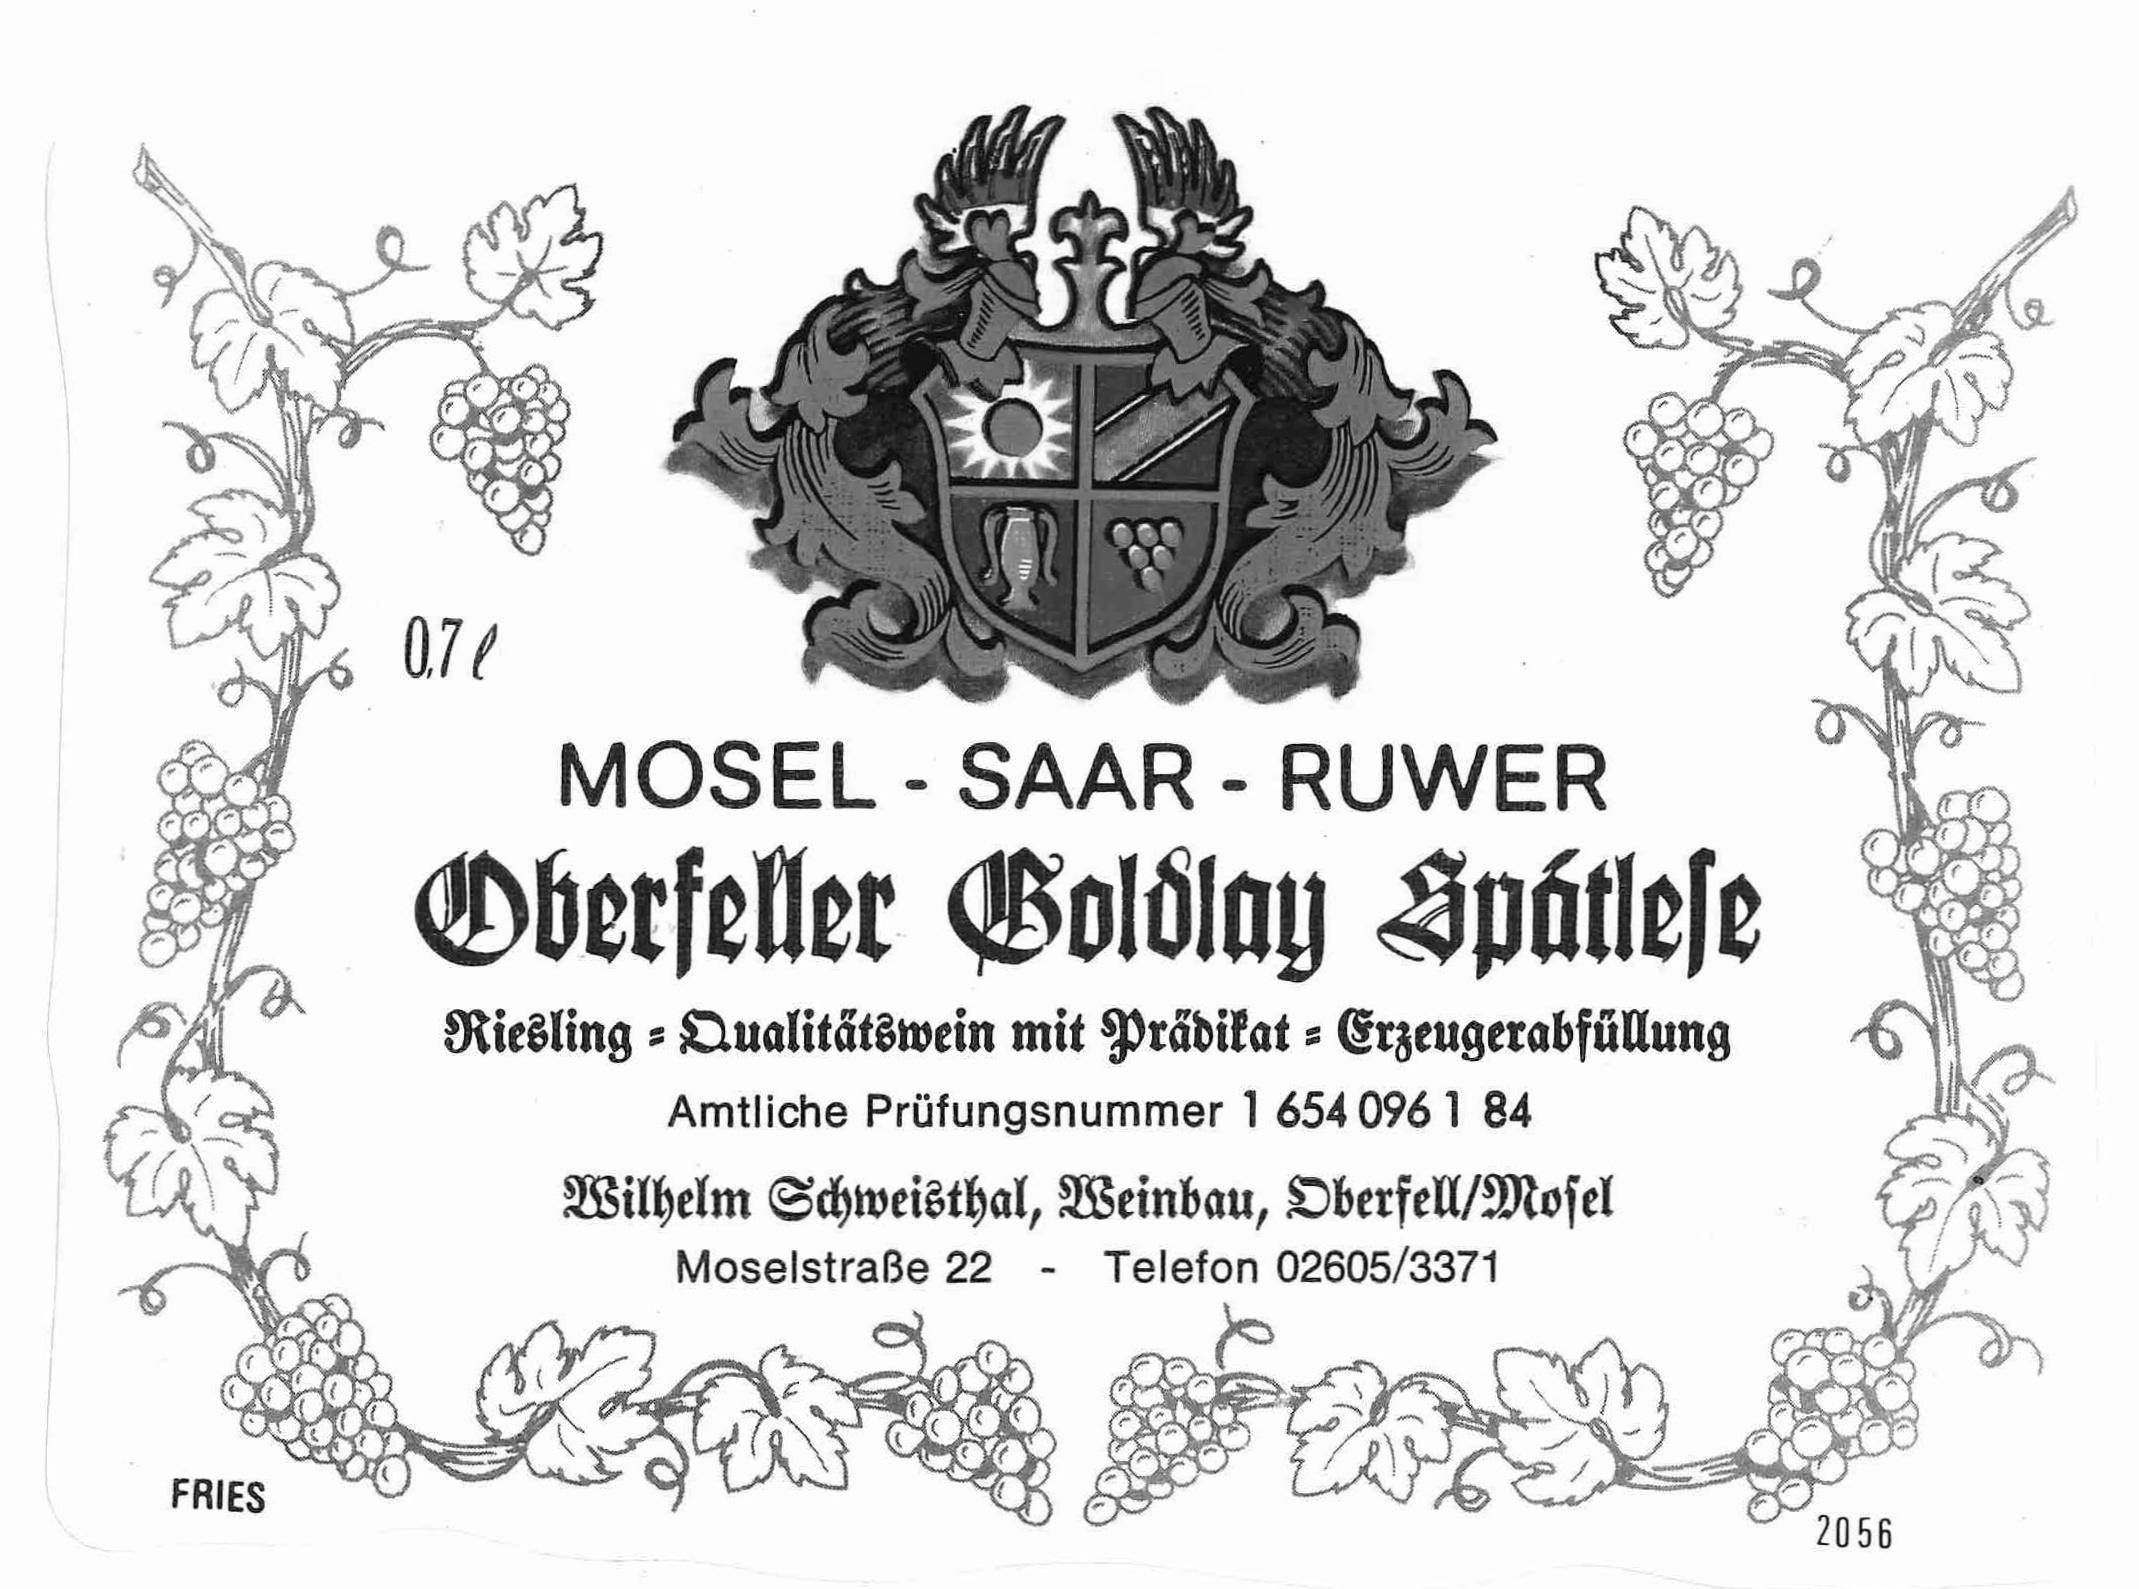 0,7 ℓ
MOSEL - SAAR - RUWER
Oberfeller Goldlay Spätlese
Riesling = Qualitätswein mit Prädikat = Erzeugerabfüllung
Amtliche Prüfungsnummer 1 654 096 1 84
Wilhelm Schweisthal, Weinbau, Oberfell/Mosel
Moselstraße 22 - Telefon 02605/3371
FRIES
2056